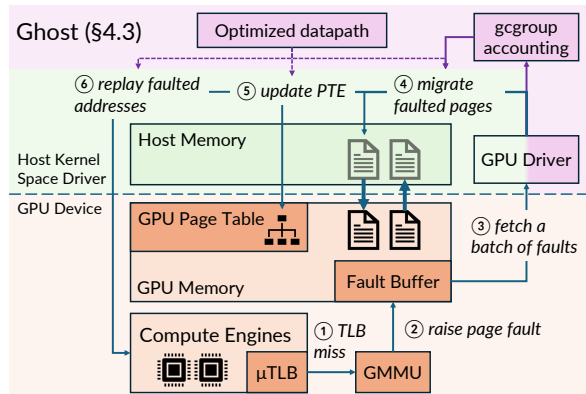 Ghost (§4.3)
Optimized datapath
gcgroup
accounting
⑥ replay faulted
addresses
⑤ update PTE
④ migrate
faulted pages
Host Memory
GPU Driver
Host Kernel
Space Driver
GPU Device
GPU Page Table
③ fetch a
batch of faults
GPU Memory
Fault Buffer
Compute Engines
① TLB
miss
② raise page fault
μTLB
GMMU